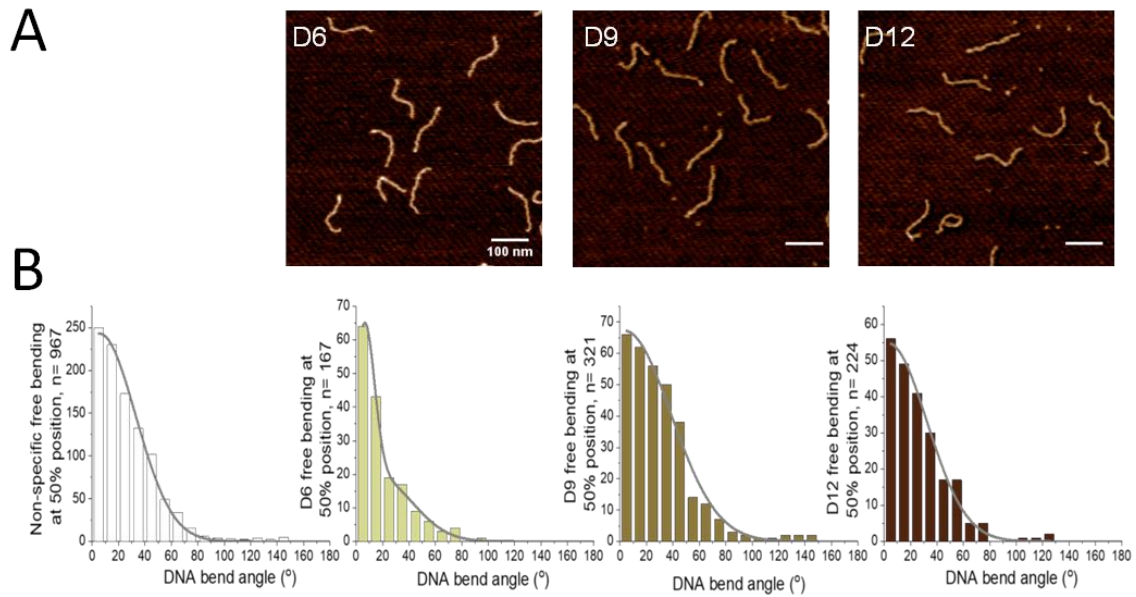 A
D6
D9
D12
100 nm
B
Non-specific free bending
at 50% position, n= 967
250
200
150
100
50
0
0 20 40 60 80 100 120 140 160 180
DNA bend angle (º)
D6 free bending at
50% position, n= 167
70
60
50
40
30
20
10
0
0 20 40 60 80 100 120 140 160 180
DNA bend angle (º)
D9 free bending at
50% position, n= 321
70
60
50
40
30
20
10
0
0 20 40 60 80 100 120 140 160 180
DNA bend angle (º)
D12 free bending at
50% position, n= 224
60
50
40
30
20
10
0
0 20 40 60 80 100 120 140 160 180
DNA bend angle (º)